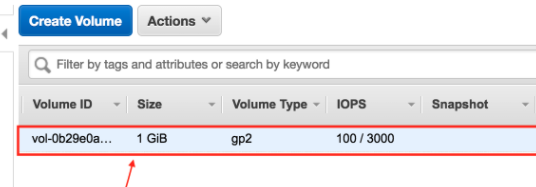 Create Volume Actions
Filter by tags and attributes or search by keyword
Volume ID Size Volume Type IOPS Snapshot
vol-0b29e0a... 1 GiB gp2 100 / 3000